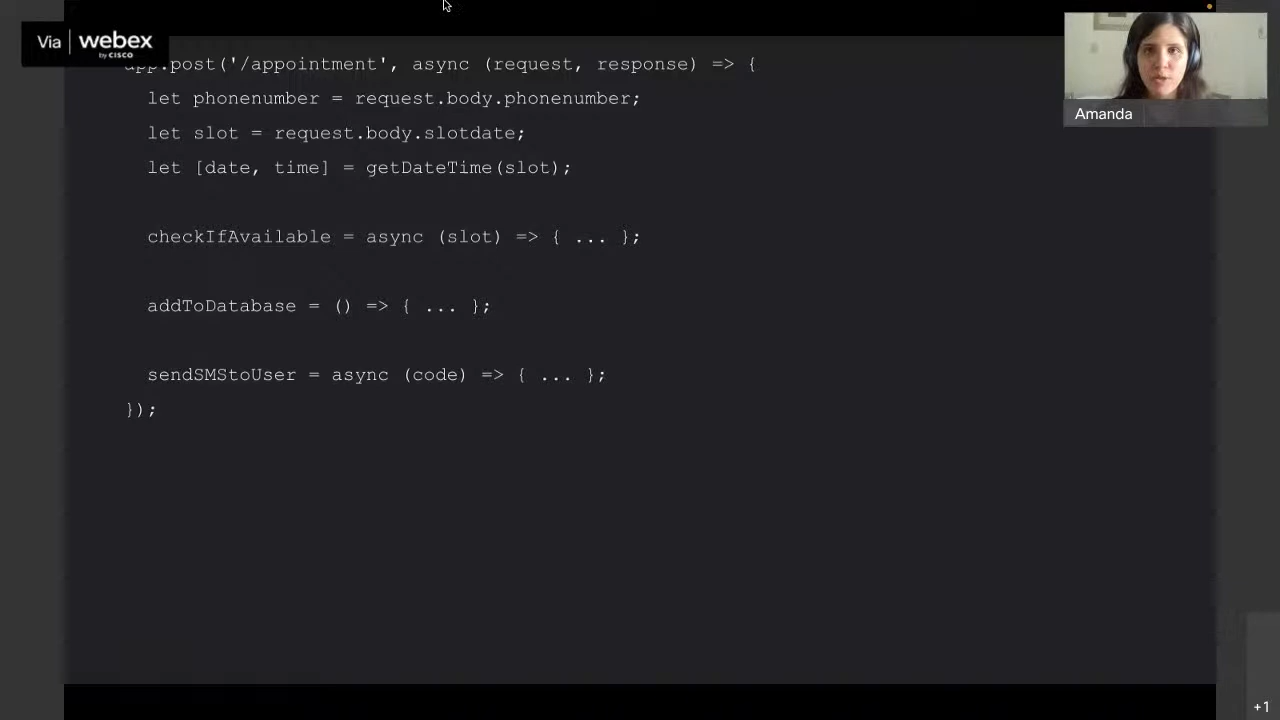 Via webex
by CISCO
app.post('/appointment', async (request, response) => {
let phonenumber = request.body.phonenumber;
let slot = request.body.slotdate;
let [date, time] = getDateTime(slot);
checkIfAvailable = async (slot) => { ... };
addToDatabase = () => { ... };
sendSMStoUser = async (code) => { ... };
});
Amanda
+1